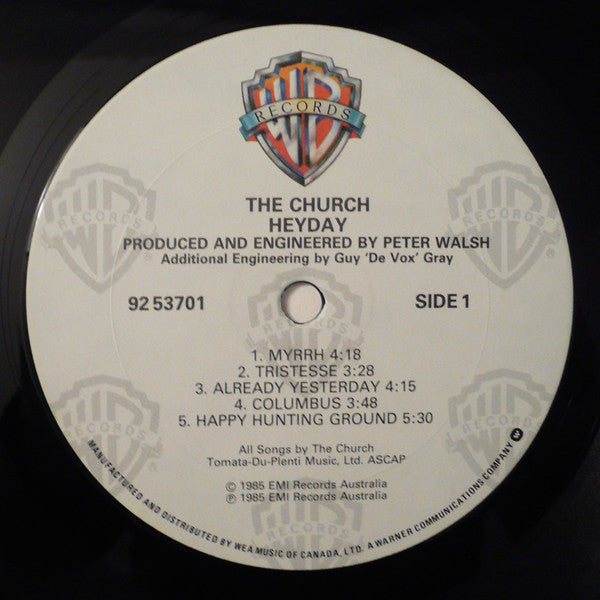 WB
RECORDS
THE CHURCH
HEYDAY
PRODUCED AND ENGINEERED BY PETER WALSH
Additional Engineering by Guy 'De Vox' Gray
92 53701
SIDE 1
1. MYRRH 4:18
2. TRISTESSE 3:28
3. ALREADY YESTERDAY 4:15
4. COLUMBUS 3:48
5. HAPPY HUNTING GROUND 5:30
All Songs by The Church
Tomata-Du-Plenti Music, Ltd. ASCAP
© 1985 EMI Records Australia
℗ 1985 EMI Records Australia
MANUFACTURED AND DISTRIBUTED BY WEA MUSIC OF CANADA, LTD. A WARNER COMMUNICATIONS COMPANY